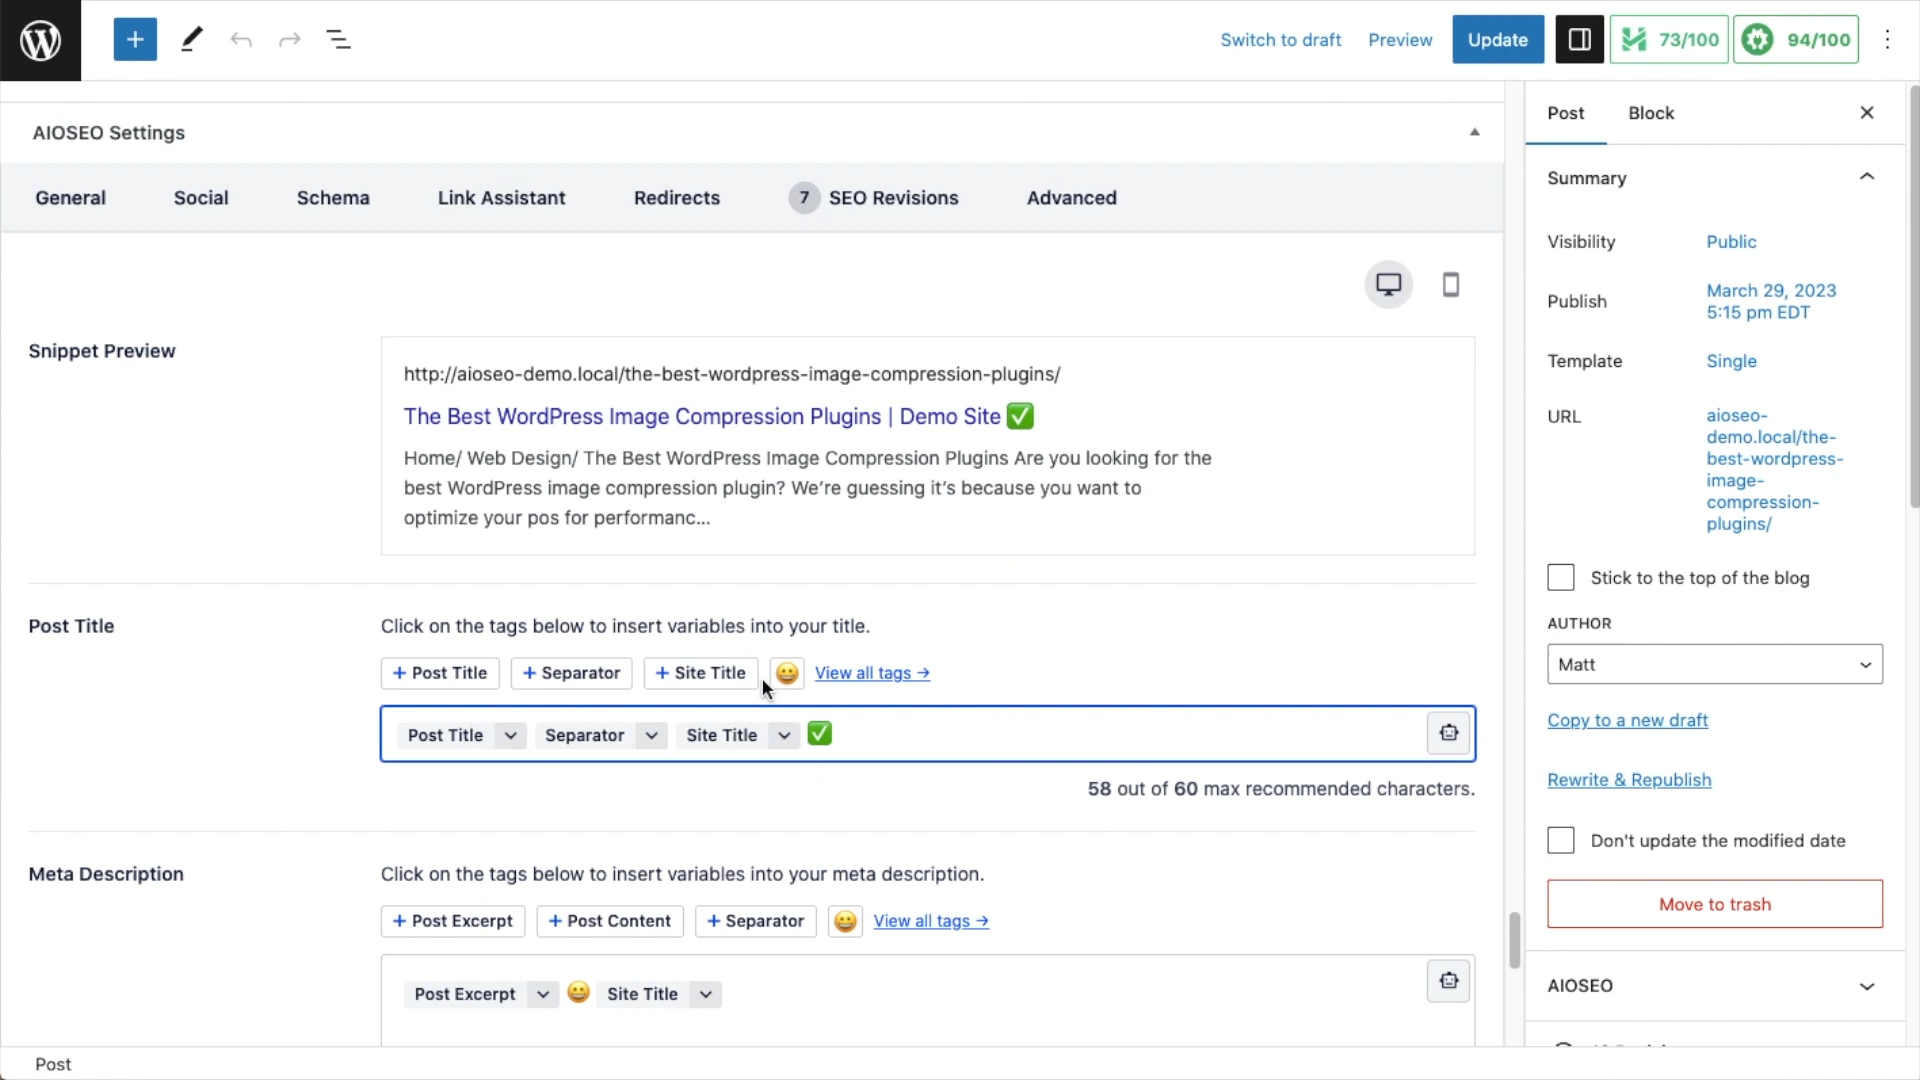 Switch to draft
Preview
Update
73/100
94/100
AIOSEO Settings
General
Social
Schema
Link Assistant
Redirects
7
SEO Revisions
Advanced
Snippet Preview
http://aioseo-demo.local/the-best-wordpress-image-compression-plugins/
The Best WordPress Image Compression Plugins | Demo Site ✅
Home/ Web Design/ The Best WordPress Image Compression Plugins Are you looking for the
best WordPress image compression plugin? We’re guessing it’s because you want to
optimize your pos for performanc...
Post Title
Click on the tags below to insert variables into your title.
+ Post Title
+ Separator
+ Site Title
😀
View all tags →
Post Title
Separator
Site Title
✅
58 out of 60 max recommended characters.
Meta Description
Click on the tags below to insert variables into your meta description.
+ Post Excerpt
+ Post Content
+ Separator
😀
View all tags →
Post Excerpt
😀
Site Title
Post
Post
Block
Summary
Visibility
Public
Publish
March 29, 2023
5:15 pm EDT
Template
Single
URL
aioseo-
demo.local/the-
best-wordpress-
image-
compression-
plugins/
Stick to the top of the blog
AUTHOR
Matt
Copy to a new draft
Rewrite & Republish
Don't update the modified date
Move to trash
AIOSEO